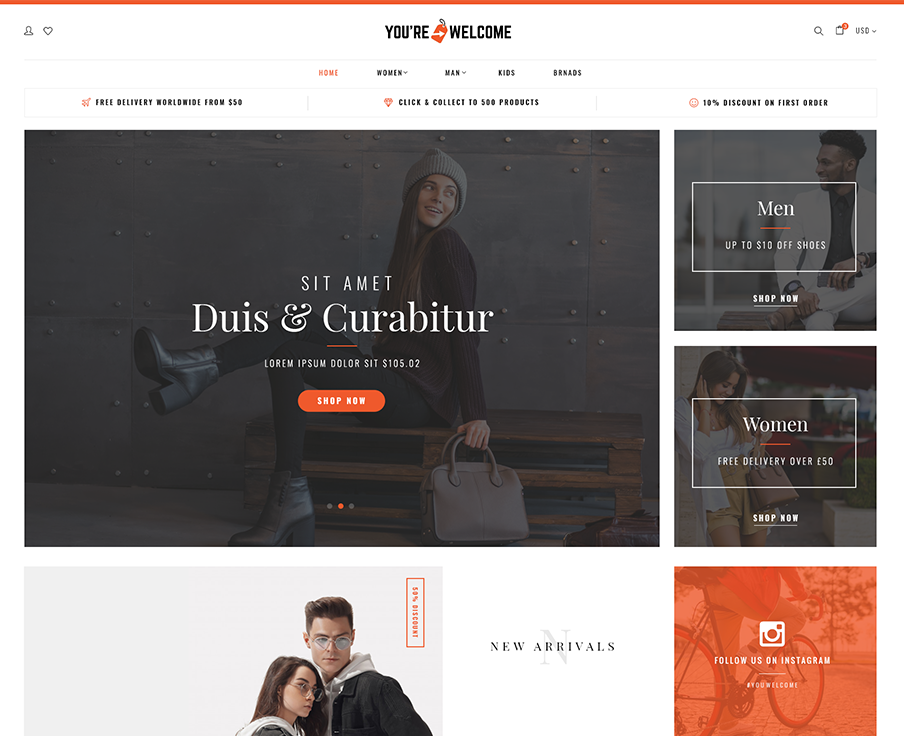 YOU'RE WELCOME
3
USD
HOME WOMEN MAN KIDS BRNADS
FREE DELIVERY WORLDWIDE FROM $50
CLICK & COLLECT TO 500 PRODUCTS
10% DISCOUNT ON FIRST ORDER
SIT AMET
Duis & Curabitur
LOREM IPSUM DOLOR SIT $105.02
SHOP NOW
Men
UP TO $10 OFF SHOES
SHOP NOW
Women
FREE DELIVERY OVER £50
SHOP NOW
50% DISCOUNT
N
NEW ARRIVALS
FOLLOW US ON INSTAGRAM
#YOUWELCOME